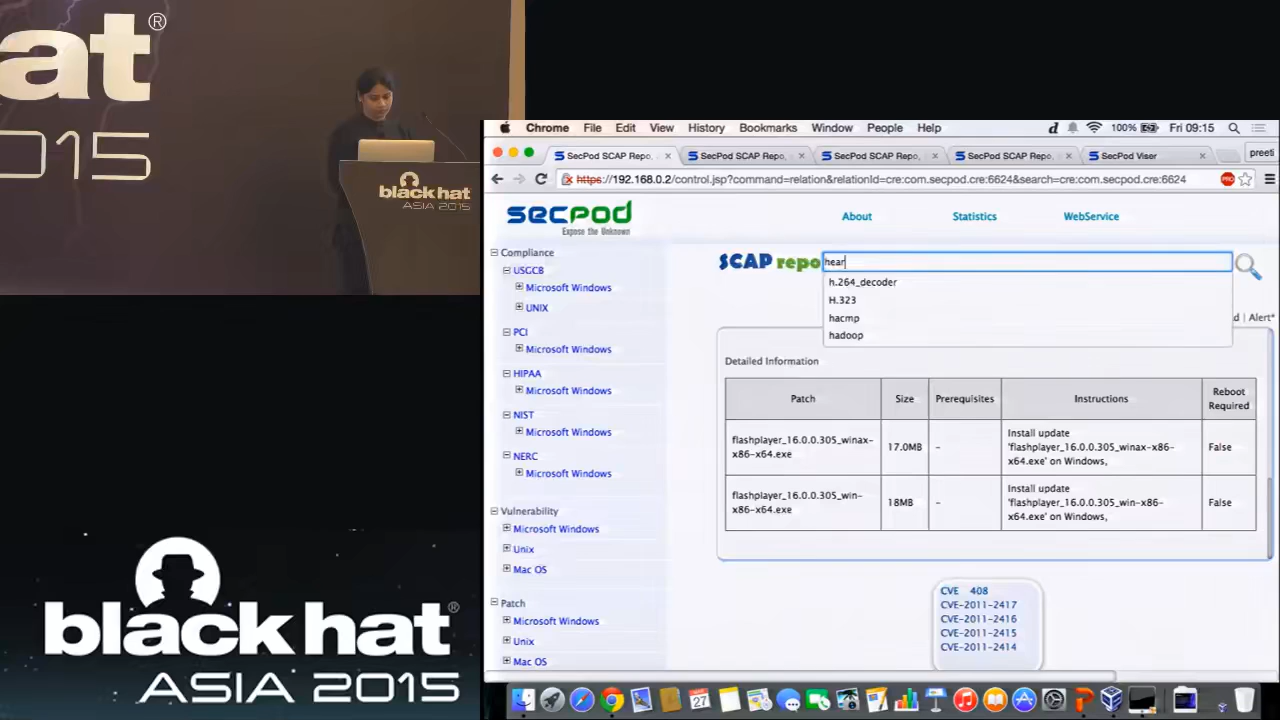 hat®
2015
black hat
ASIA 2015
black hat®
ASIA 2015
Chrome File Edit View History Bookmarks Window People Help
100% Fri 09:15
SecPod SCAP Repo, SecPod SCAP Repo, SecPod SCAP Repo, SecPod SCAP Repo, SecPod Viser preeti
https://192.168.0.2/control.jsp?command=relation&relationId=cre:com.secpod.cre:6624&search=cre:com.secpod.cre:6624
secpod
Expose the Unknown
About Statistics WebService
Compliance
USGCB
Microsoft Windows
UNIX
PCI
Microsoft Windows
HIPAA
Microsoft Windows
NIST
Microsoft Windows
NERC
Microsoft Windows
Vulnerability
Microsoft Windows
Unix
Mac OS
Patch
Microsoft Windows
Unix
Mac OS
SCAP repo
hear
h.264_decoder
H.323
hacmp
hadoop
d | Alert*
Detailed Information
Patch Size Prerequisites Instructions Reboot Required
flashplayer_16.0.0.305_winax-
x86-x64.exe
17.0MB
-
Install update
'flashplayer_16.0.0.305_winax-x86-
x64.exe' on Windows,
False
flashplayer_16.0.0.305_win-
x86-x64.exe
18MB
-
Install update
'flashplayer_16.0.0.305_win-x86-
x64.exe' on Windows,
False
CVE 408
CVE-2011-2417
CVE-2011-2416
CVE-2011-2415
CVE-2011-2414
27